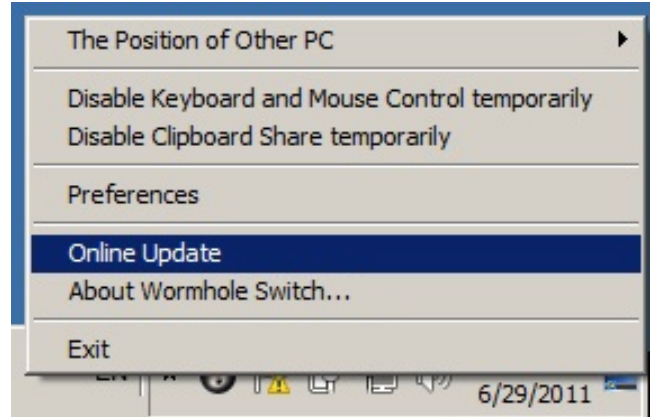 The Position of Other PC
Disable Keyboard and Mouse Control temporarily
Disable Clipboard Share temporarily
Preferences
Online Update
About Wormhole Switch...
Exit
6/29/2011